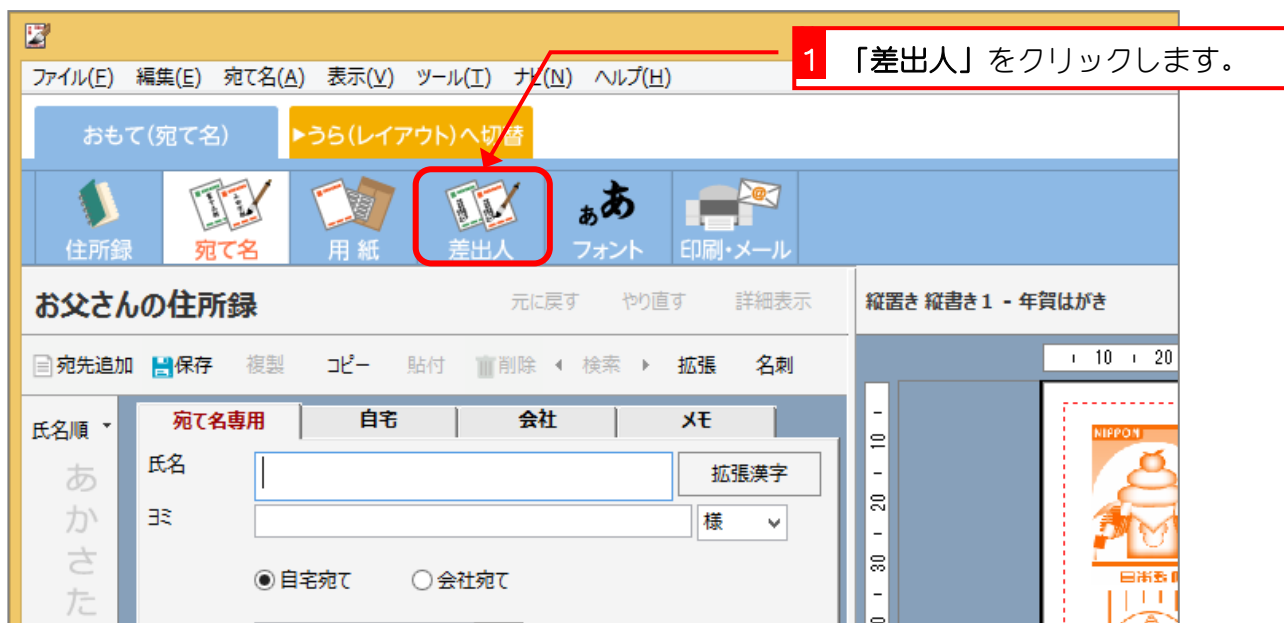 1 「差出人」をクリックします。
ファイル(F) 編集(E) 宛て名(A) 表示(V) ツール(T) ナビ(N) ヘルプ(H)
おもて(宛て名) ▶うら(レイアウト)へ切替
住所録 宛て名 用 紙 差出人 フォント 印刷・メール
お父さんの住所録 元に戻す やり直す 詳細表示 縦置き 縦書き1 - 年賀はがき
宛先追加 保存 複製 コピー 貼付 削除 検索 拡張 名刺
10 20
氏名順 宛て名専用 自宅 会社 メモ
氏名 拡張漢字
ヨミ 様
あ
か
さ
た
自宅宛て 会社宛て
10
20
30
NIPPON